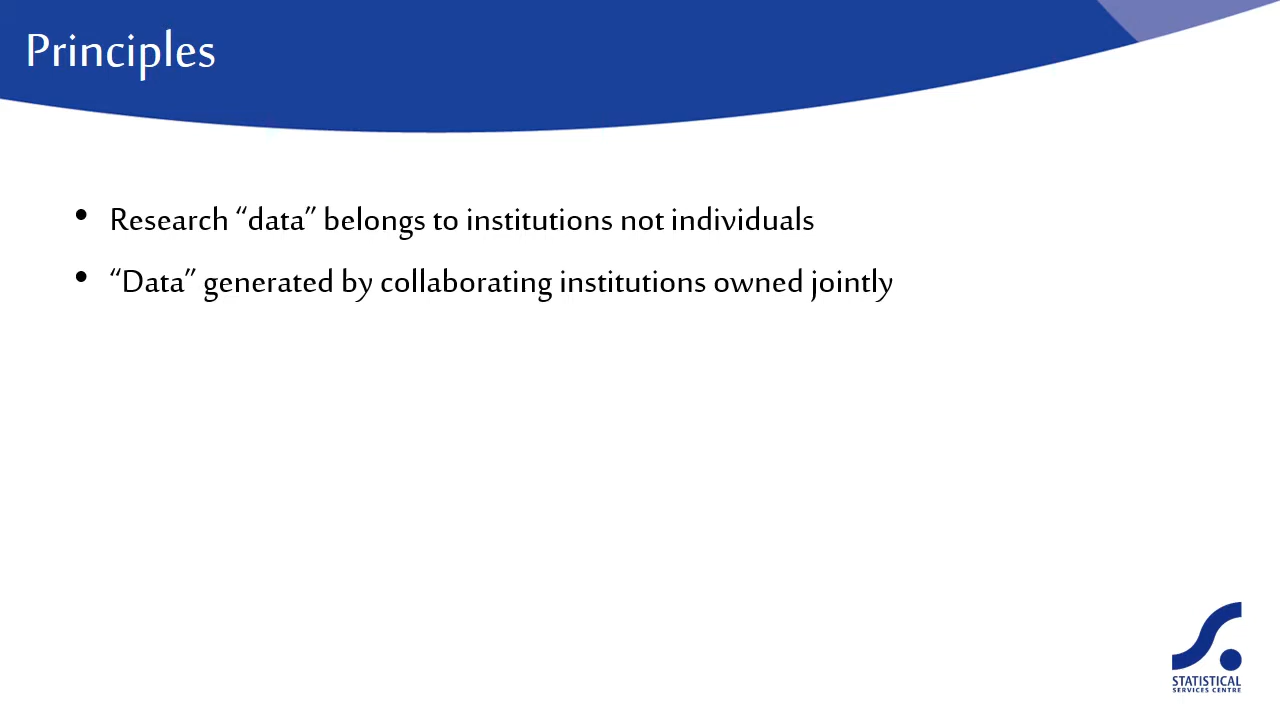 Principles
• Research “data” belongs to institutions not individuals
• “Data” generated by collaborating institutions owned jointly
STATISTICAL
SERVICES CENTRE